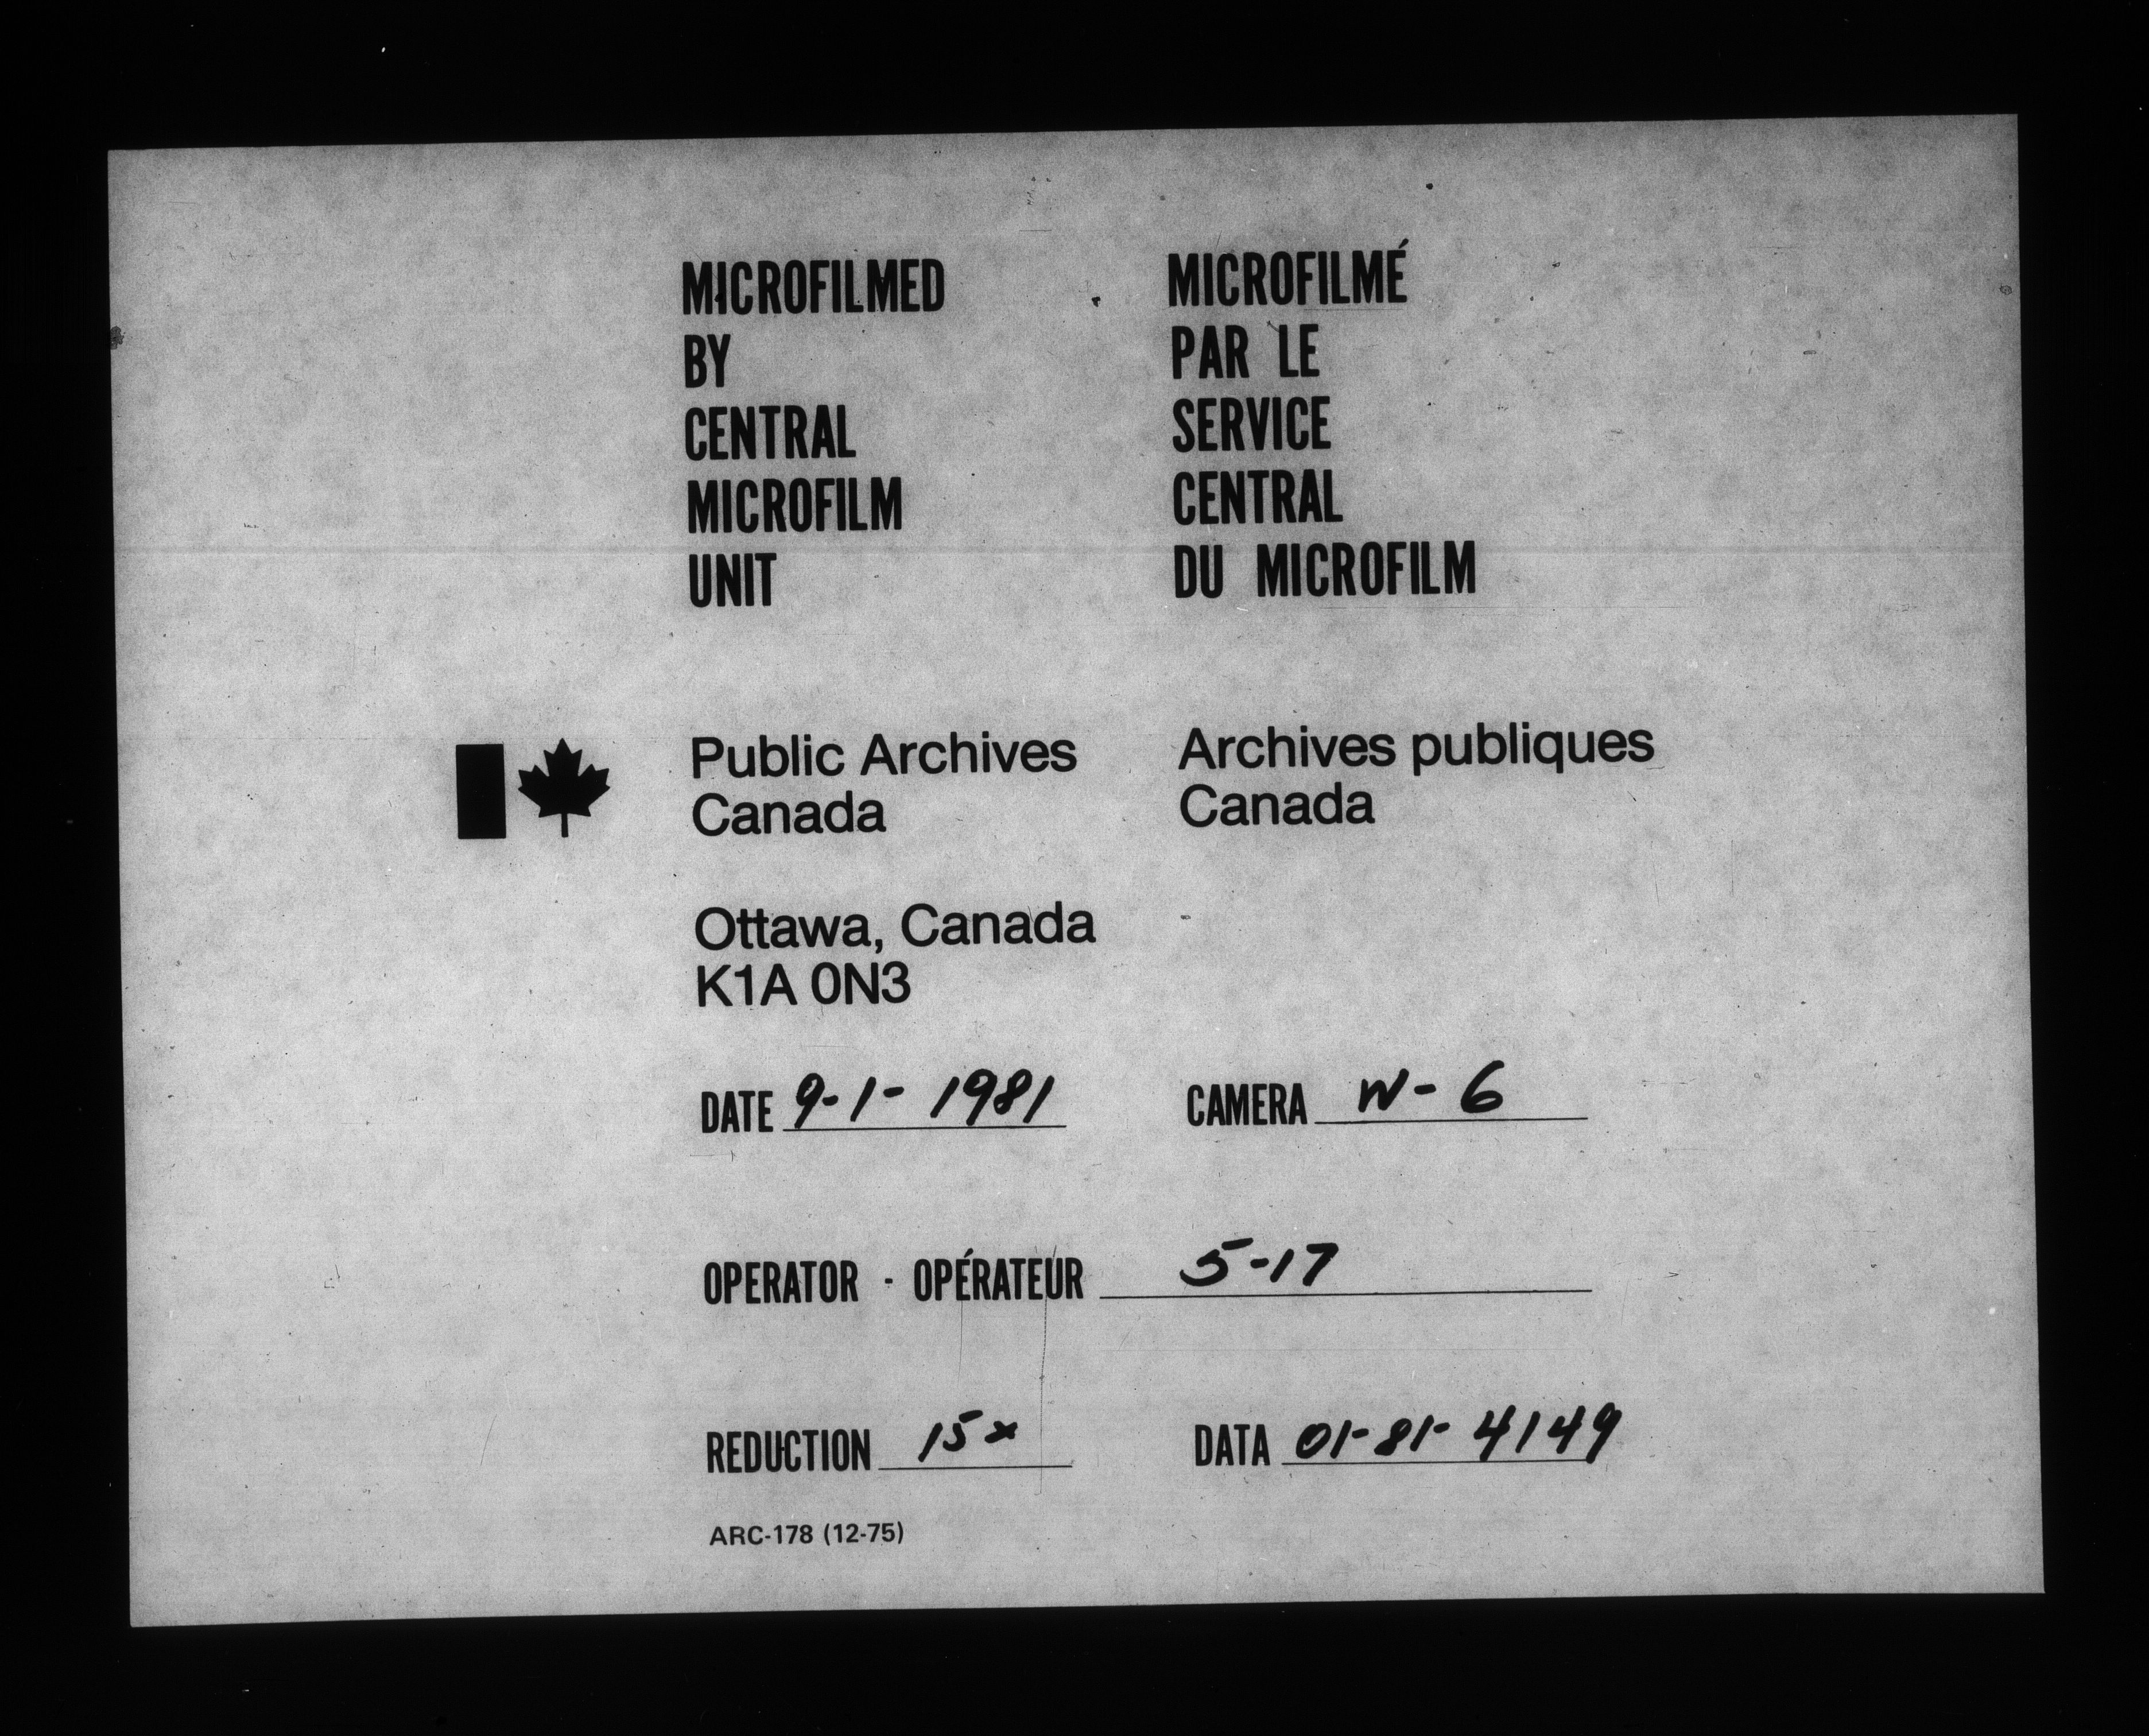 MICROFILMED
BY
CENTRAL
MICROFILM
UNIT
MICROFILMÉ
PAR LE
SERVICE
CENTRAL
DU MICROFILM
Public Archives
Canada
Archives publiques
Canada
Ottawa, Canada
K1A 0N3
DATE 9-1-1981
CAMERA W-6
OPERATOR - OPÉRATEUR 5-17
REDUCTION 15x
DATA 01-81-4149
ARC-178 (12-75)